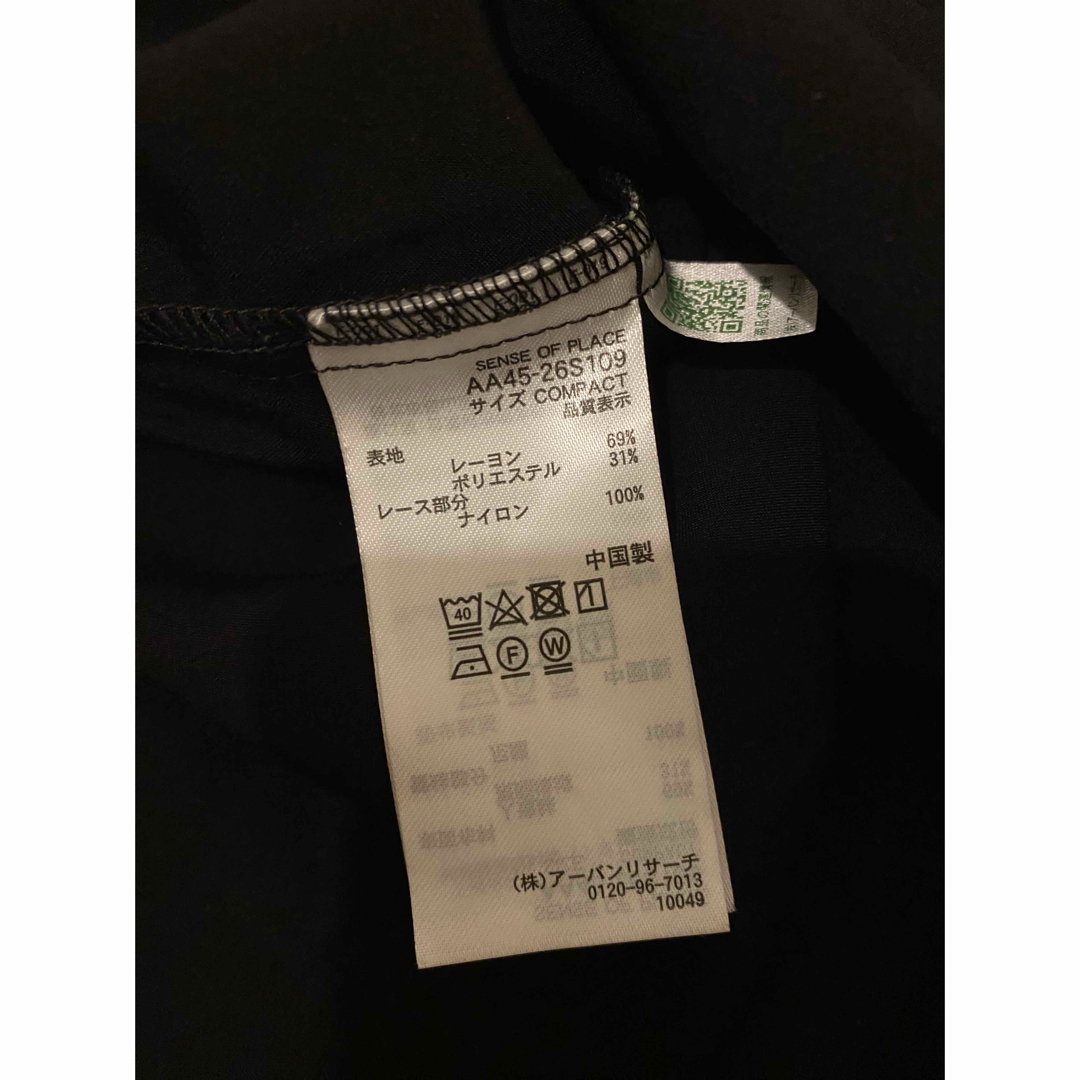 SENSE OF PLACE
AA45-26S109
サイズ COMPACT
品質表示
表地 レーヨン 69%
ポリエステル 31%
レース部分
ナイロン 100%
中国製
40
F W
(株)アーバンリサーチ
0120-96-7013
10049